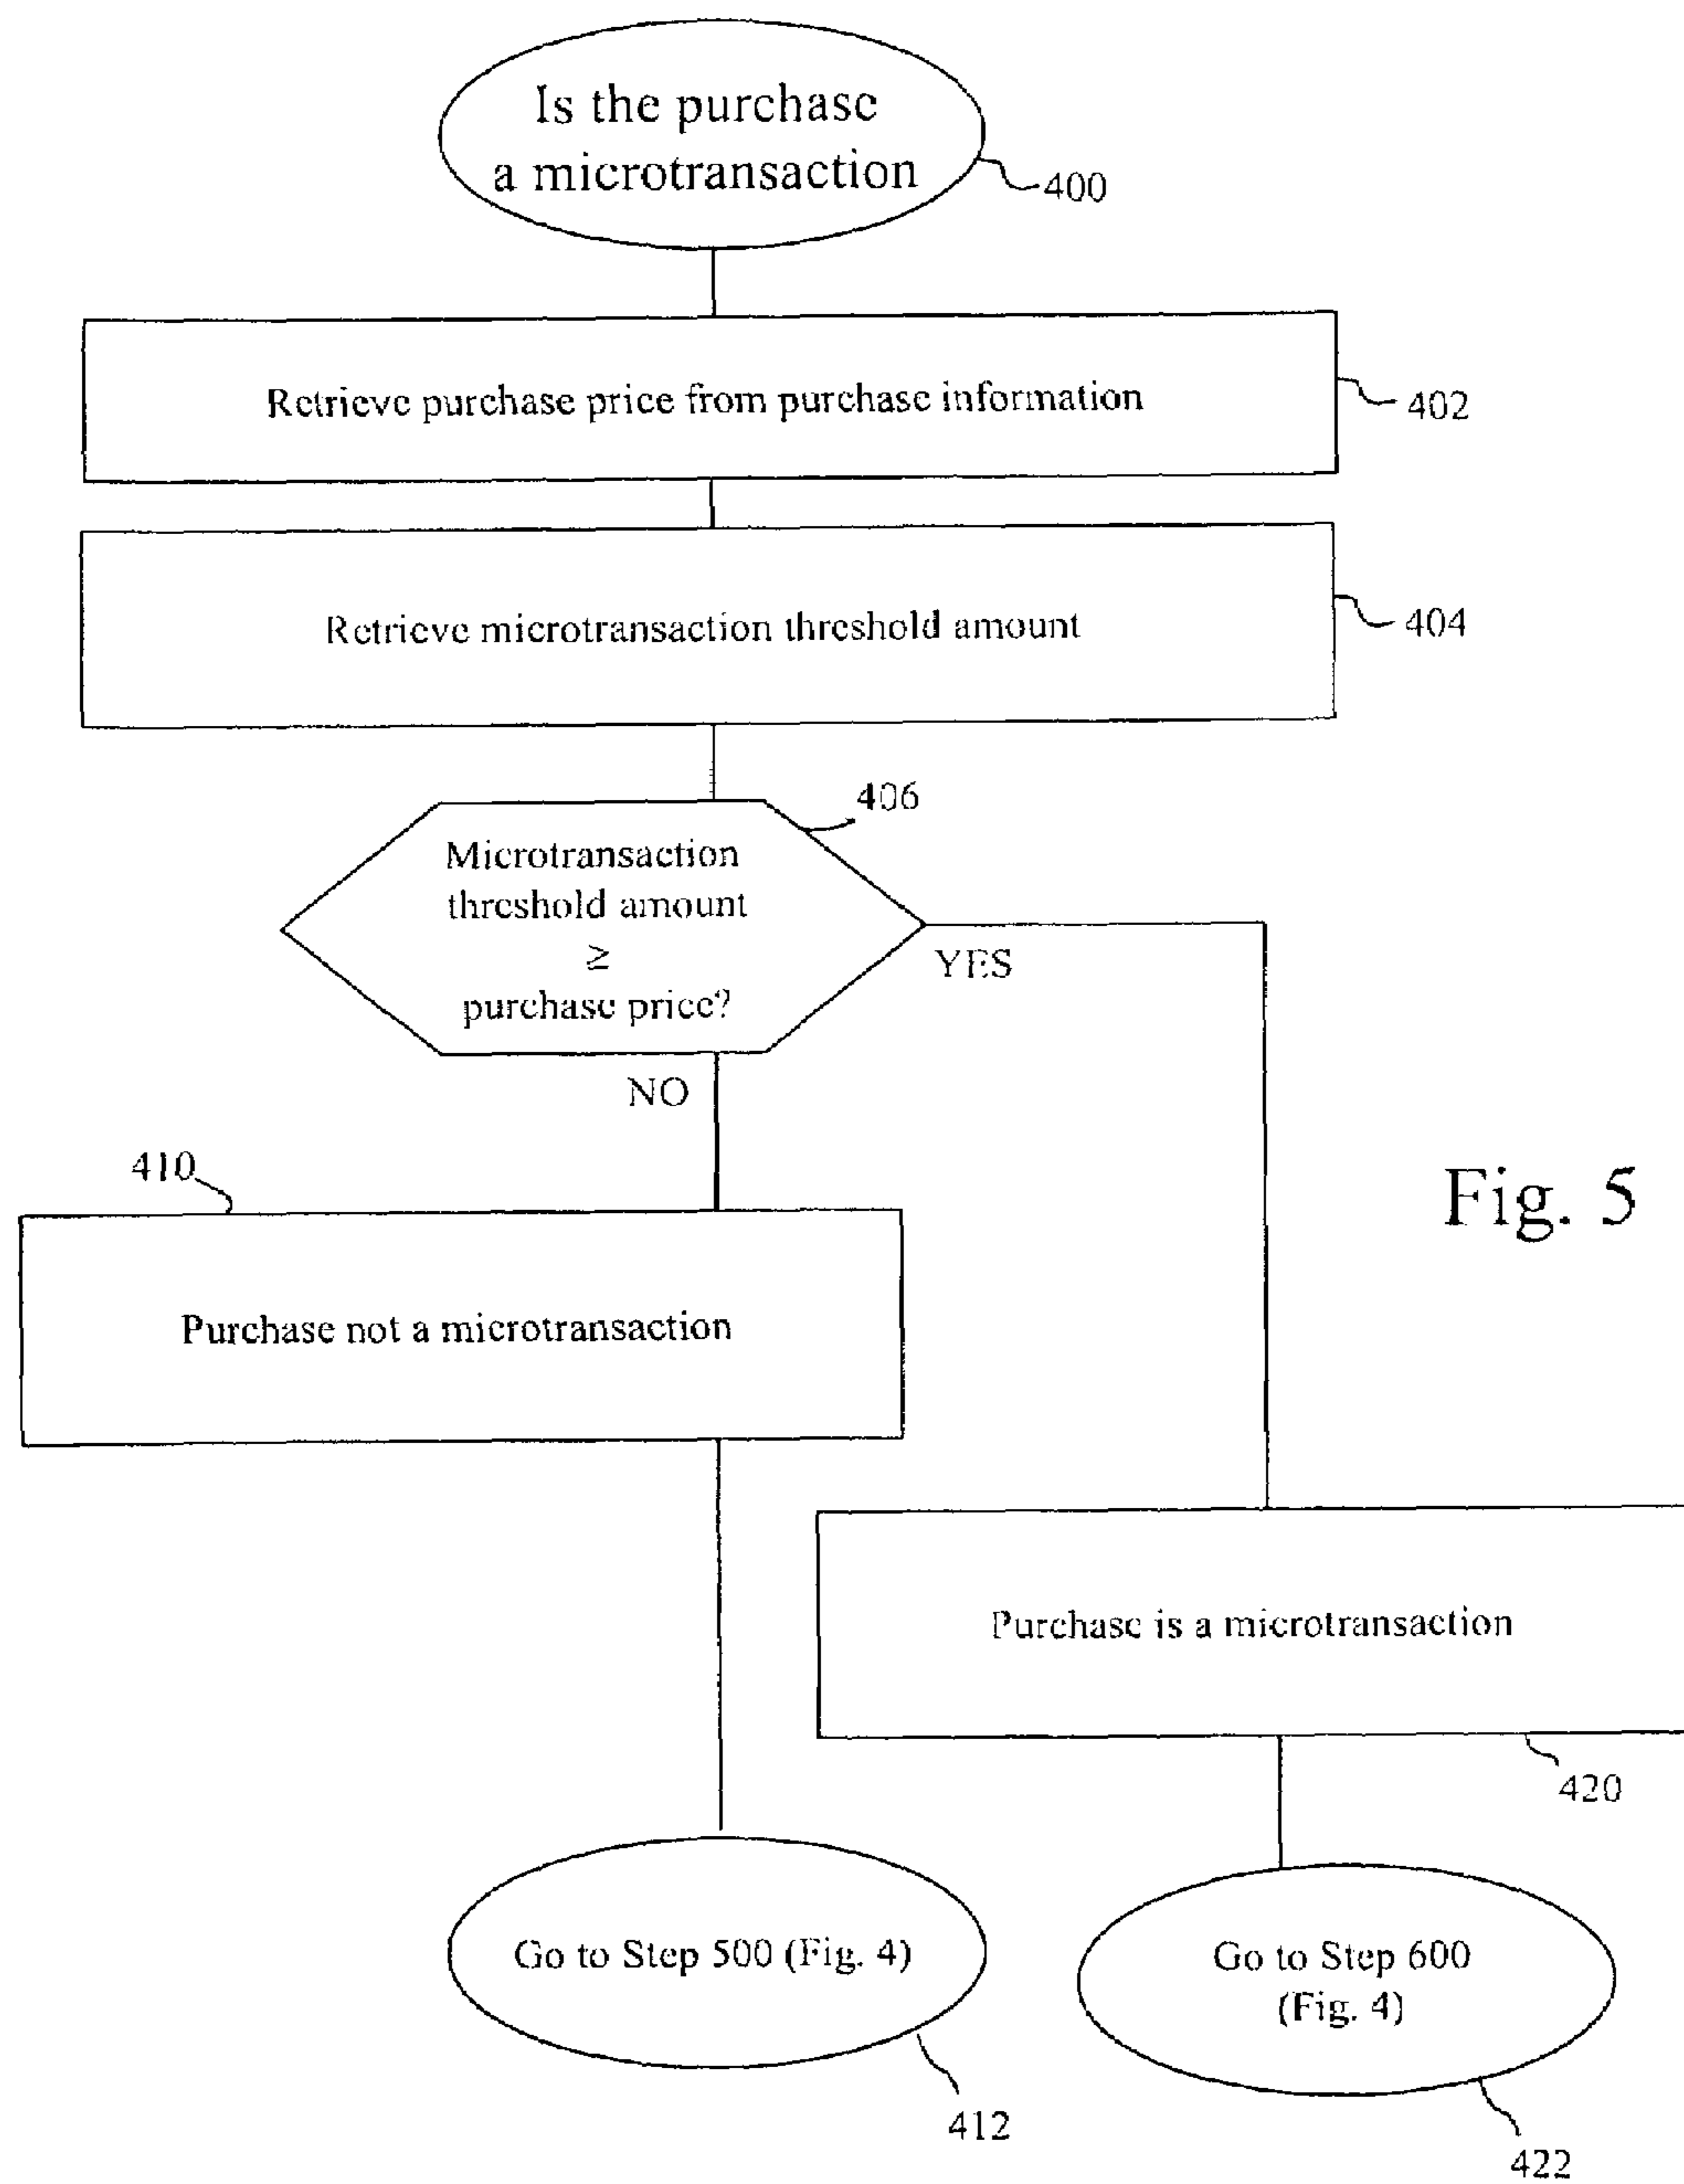 Is the purchase
a microtransaction
400
Retrieve purchase price from purchase information
402
Retrieve microtransaction threshold amount
404
406
Microtransaction
threshold amount
≥
purchase price?
YES
NO
410
Fig. 5
Purchase not a microtransaction
Purchase is a microtransaction
420
Go to Step 500 (Fig. 4)
Go to Step 600
(Fig. 4)
412
422